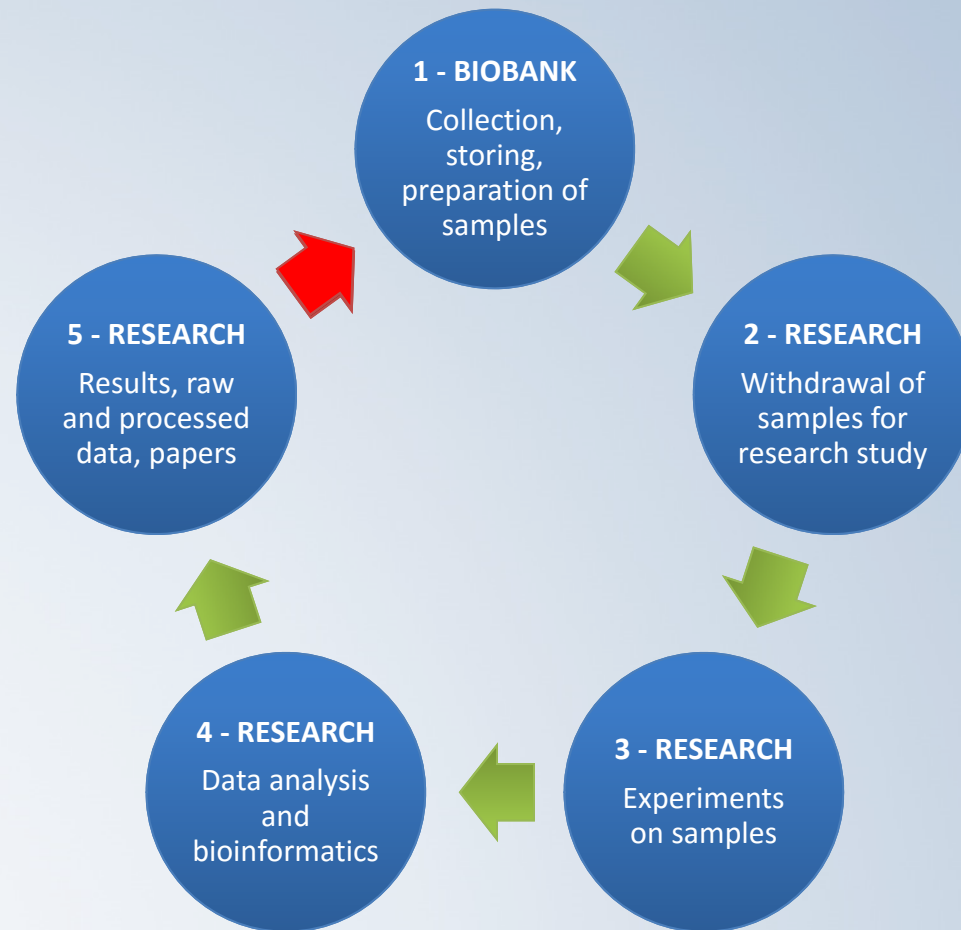 1 - BIOBANK
Collection,
storing,
preparation of
samples
2 - RESEARCH
Withdrawal of
samples for
research study
3 - RESEARCH
Experiments
on samples
4 - RESEARCH
Data analysis
and
bioinformatics
5 - RESEARCH
Results, raw
and processed
data, papers